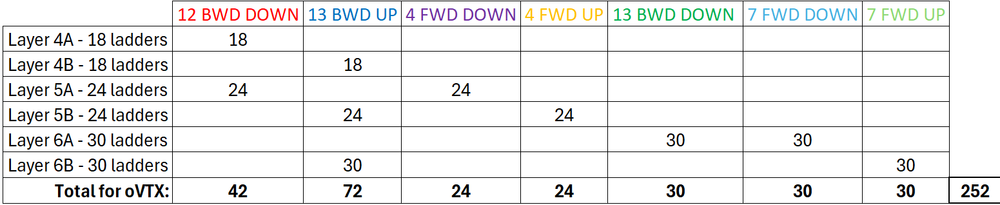 12 BWD DOWN 13 BWD UP 4 FWD DOWN 4 FWD UP 13 BWD DOWN 7 FWD DOWN 7 FWD UP
Layer 4A - 18 ladders 18
Layer 4B - 18 ladders 18
Layer 5A - 24 ladders 24 24
Layer 5B - 24 ladders 24 24
Layer 6A - 30 ladders 30 30
Layer 6B - 30 ladders 30 30
Total for oVTX: 42 72 24 24 30 30 30 252